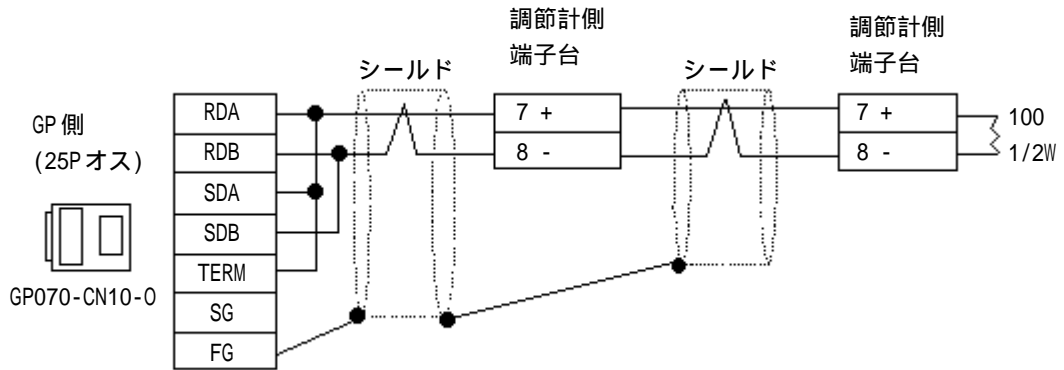 調節計側
端子台
調節計側
端子台
シールド
シールド
GP側
(25Pオス)
RDA
RDB
SDA
SDB
TERM
SG
FG
7 +
8 -
7 +
8 -
100
1/2W
GP070-CN10-O